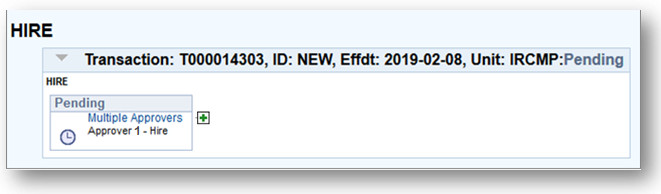 HIRE
Transaction: T000014303, ID: NEW, Effdt: 2019-02-08, Unit: IRCMP:Pending
HIRE
Pending
Multiple Approvers
Approver 1 - Hire